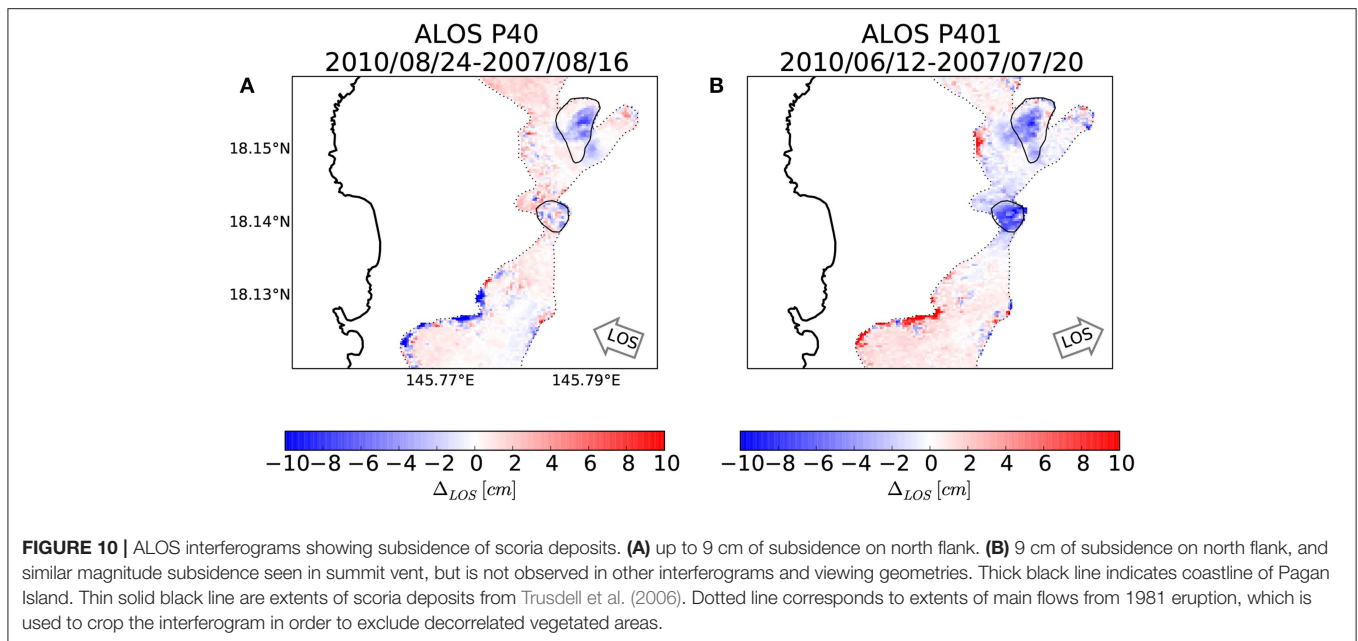 ALOS P40
2010/08/24-2007/08/16
A
18.15°N
18.14°N
18.13°N
145.77°E 145.79°E
LOS
−10 −8 −6 −4 −2 0 2 4 6 8 10
Δ_LOS [cm]
ALOS P401
2010/06/12-2007/07/20
B
LOS
−10 −8 −6 −4 −2 0 2 4 6 8 10
Δ_LOS [cm]
FIGURE 10 | ALOS interferograms showing subsidence of scoria deposits. (A) up to 9 cm of subsidence on north flank. (B) 9 cm of subsidence on north flank, and
similar magnitude subsidence seen in summit vent, but is not observed in other interferograms and viewing geometries. Thick black line indicates coastline of Pagan
Island. Thin solid black line are extents of scoria deposits from Trusdell et al. (2006). Dotted line corresponds to extents of main flows from 1981 eruption, which is
used to crop the interferogram in order to exclude decorrelated vegetated areas.